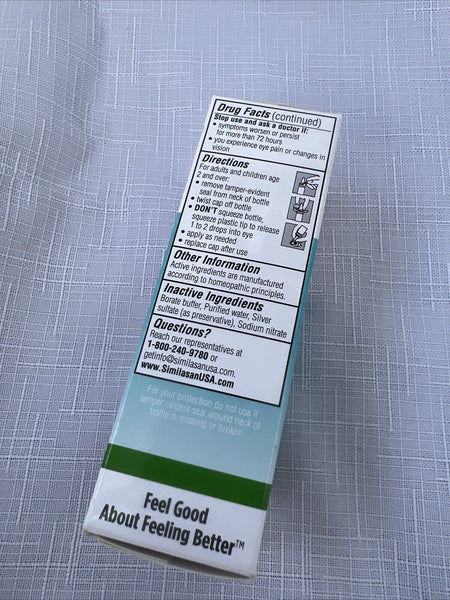 Drug Facts (continued)
Stop use and ask a doctor if:
• symptoms worsen or persist
for more than 72 hours
• you experience eye pain or changes in
vision
Directions
For adults and children age
2 and over:
• remove tamper-evident
seal from neck of bottle
• twist cap off bottle
• DON'T squeeze bottle,
squeeze plastic tip to release
1 to 2 drops into eye
• apply as needed
• replace cap after use
Other Information
Active ingredients are manufactured
according to homeopathic principles.
Inactive Ingredients
Borate buffer, Purified water, Silver
sulfate (as preservative), Sodium nitrate
Questions?
Reach our representatives at
1-800-240-9780 or
getinfo@similasanusa.com.
www.SimilasanUSA.com
For your protection do not use if
tamper evident seal around neck of
bottle is missing or broken.
Feel Good
About Feeling Better™